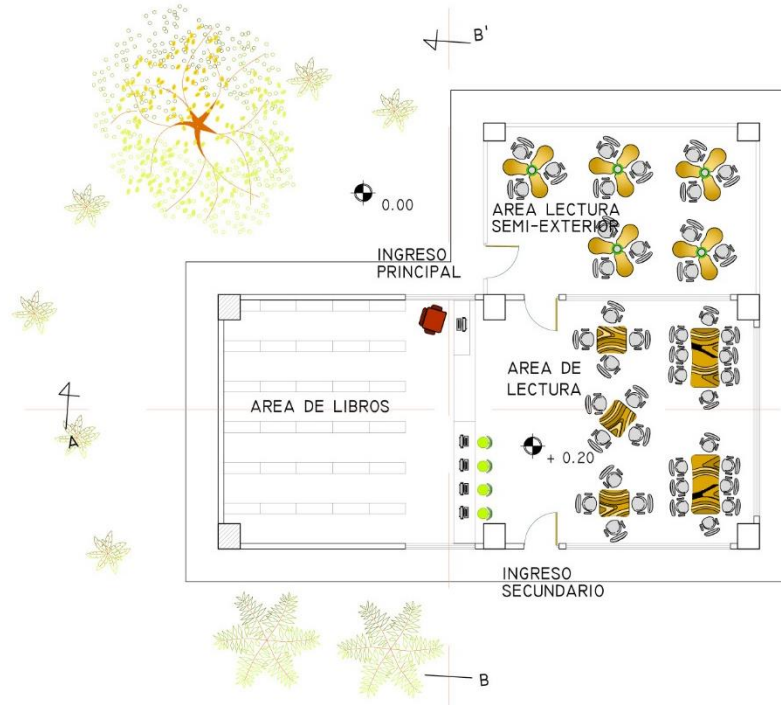 B'
0.00
AREA LECTURA
SEMI-EXTERIOR
INGRESO
PRINCIPAL
AREA DE
LECTURA
AREA DE LIBROS
A
+ 0.20
INGRESO
SECUNDARIO
B